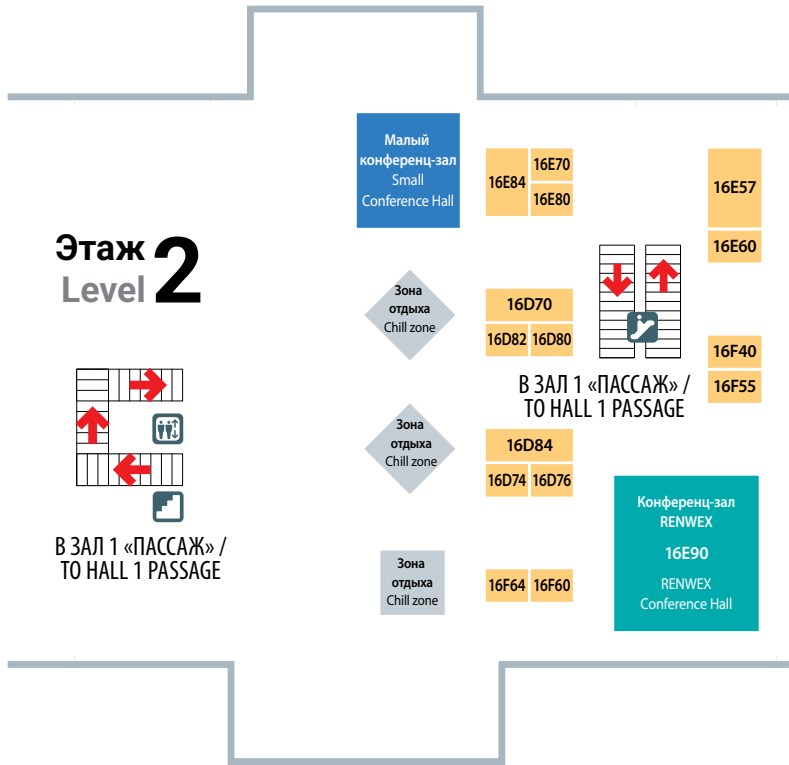 Малый
конференц-зал
Small
Conference Hall
16E84
16E70
16E80
16E57
16E60
Этаж
Level
2
Зона
отдыха
Chill zone
16D70
16D82
16D80
16F40
16F55
В ЗАЛ 1 «ПАССАЖ» /
TO HALL 1 PASSAGE
Зона
отдыха
Chill zone
16D84
16D74
16D76
В ЗАЛ 1 «ПАССАЖ» /
TO HALL 1 PASSAGE
Конференц-зал
RENWEX
16E90
RENWEX
Conference Hall
Зона
отдыха
Chill zone
16F64
16F60